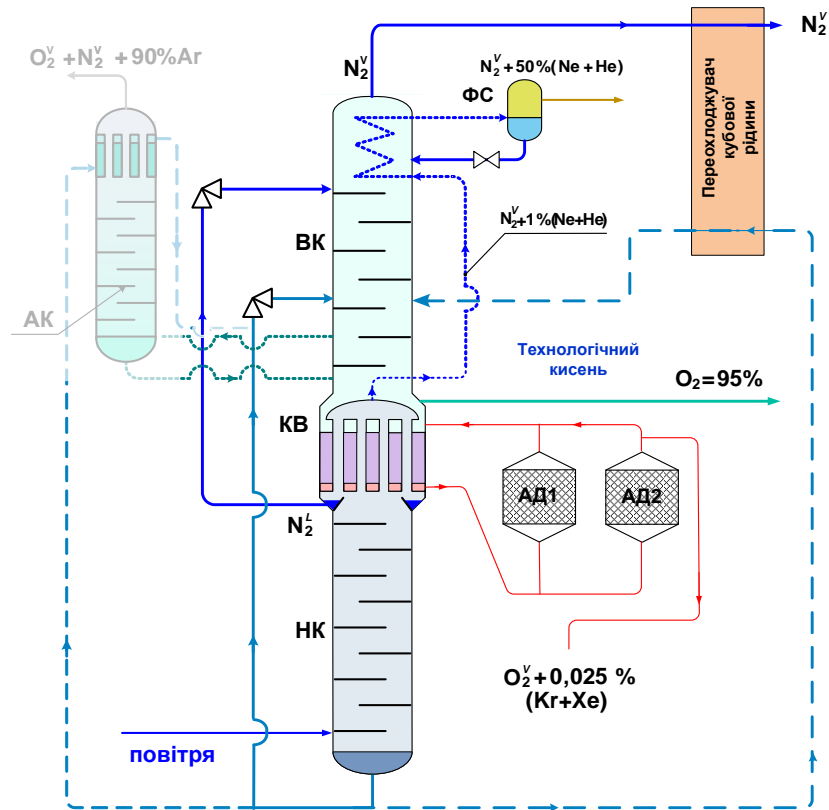 N₂ⱽ
N₂ⱽ
O₂ⱽ + N₂ⱽ + 90%Ar
N₂ⱽ + 50%(Ne + He)
ФС
Переохлоджувач
кубової
рідини
N₂ⱽ+1%(Ne+He)
ВК
АК
Технологічний
кисень
O₂=95%
КВ
АД1
АД2
N₂ᴸ
НК
O₂ⱽ + 0,025 %
(Kr+Xe)
повітря